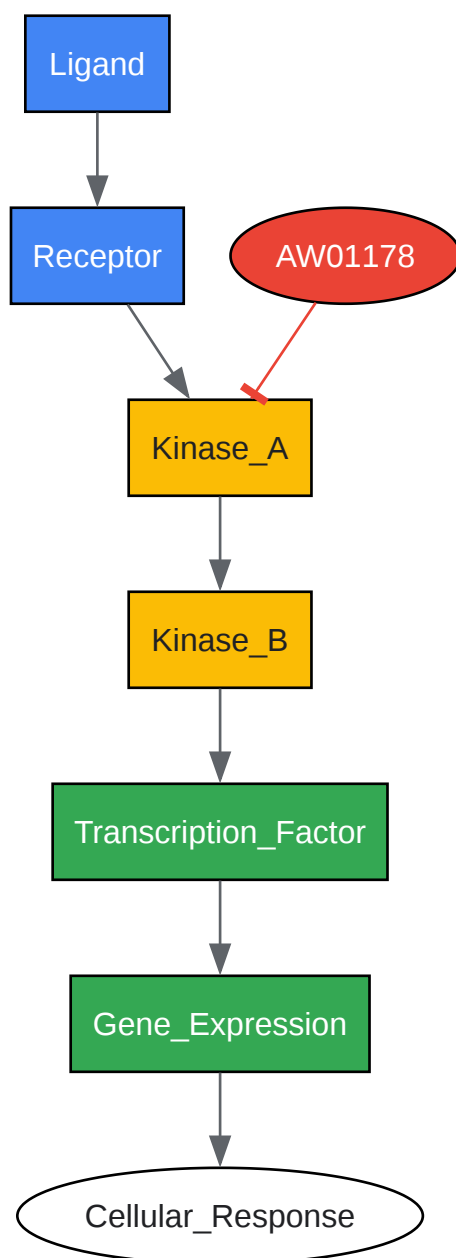 Ligand
Receptor
AW01178
Kinase_A
Kinase_B
Transcription_Factor
Gene_Expression
Cellular_Response